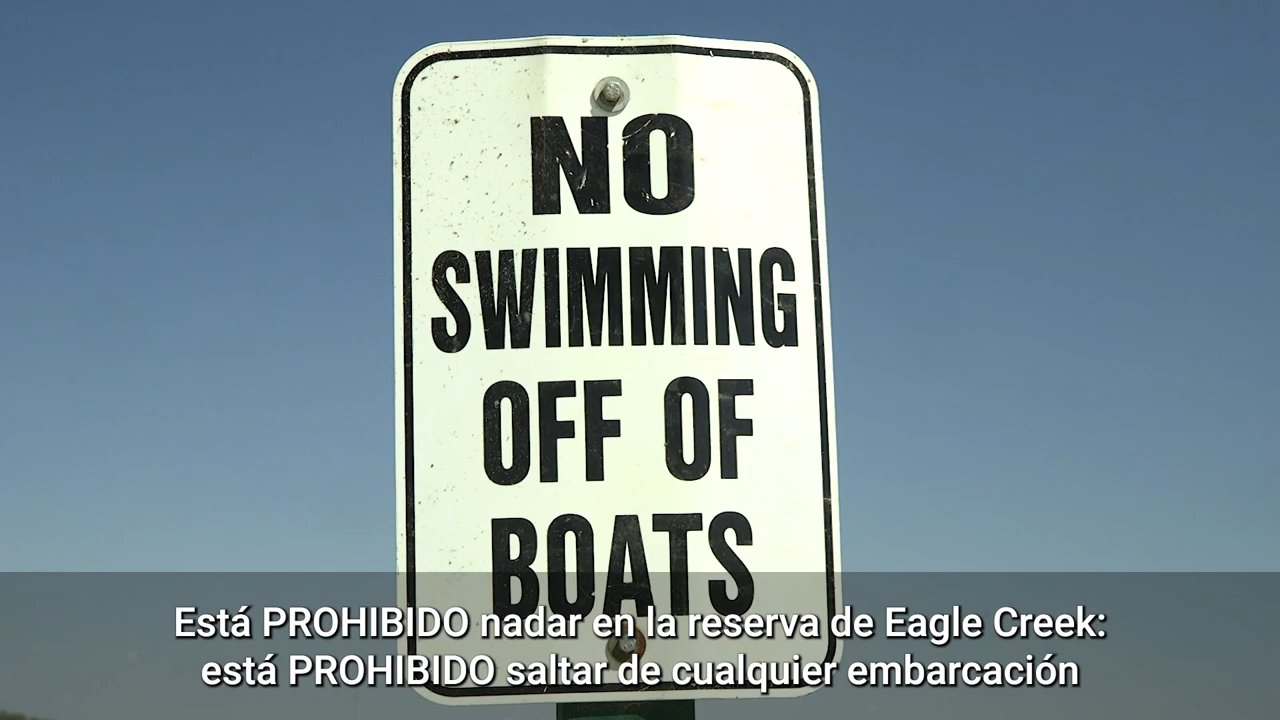 NO
SWIMMING
OFF OF
BOATS
Está PROHIBIDO nadar en la reserva de Eagle Creek:
está PROHIBIDO saltar de cualquier embarcación